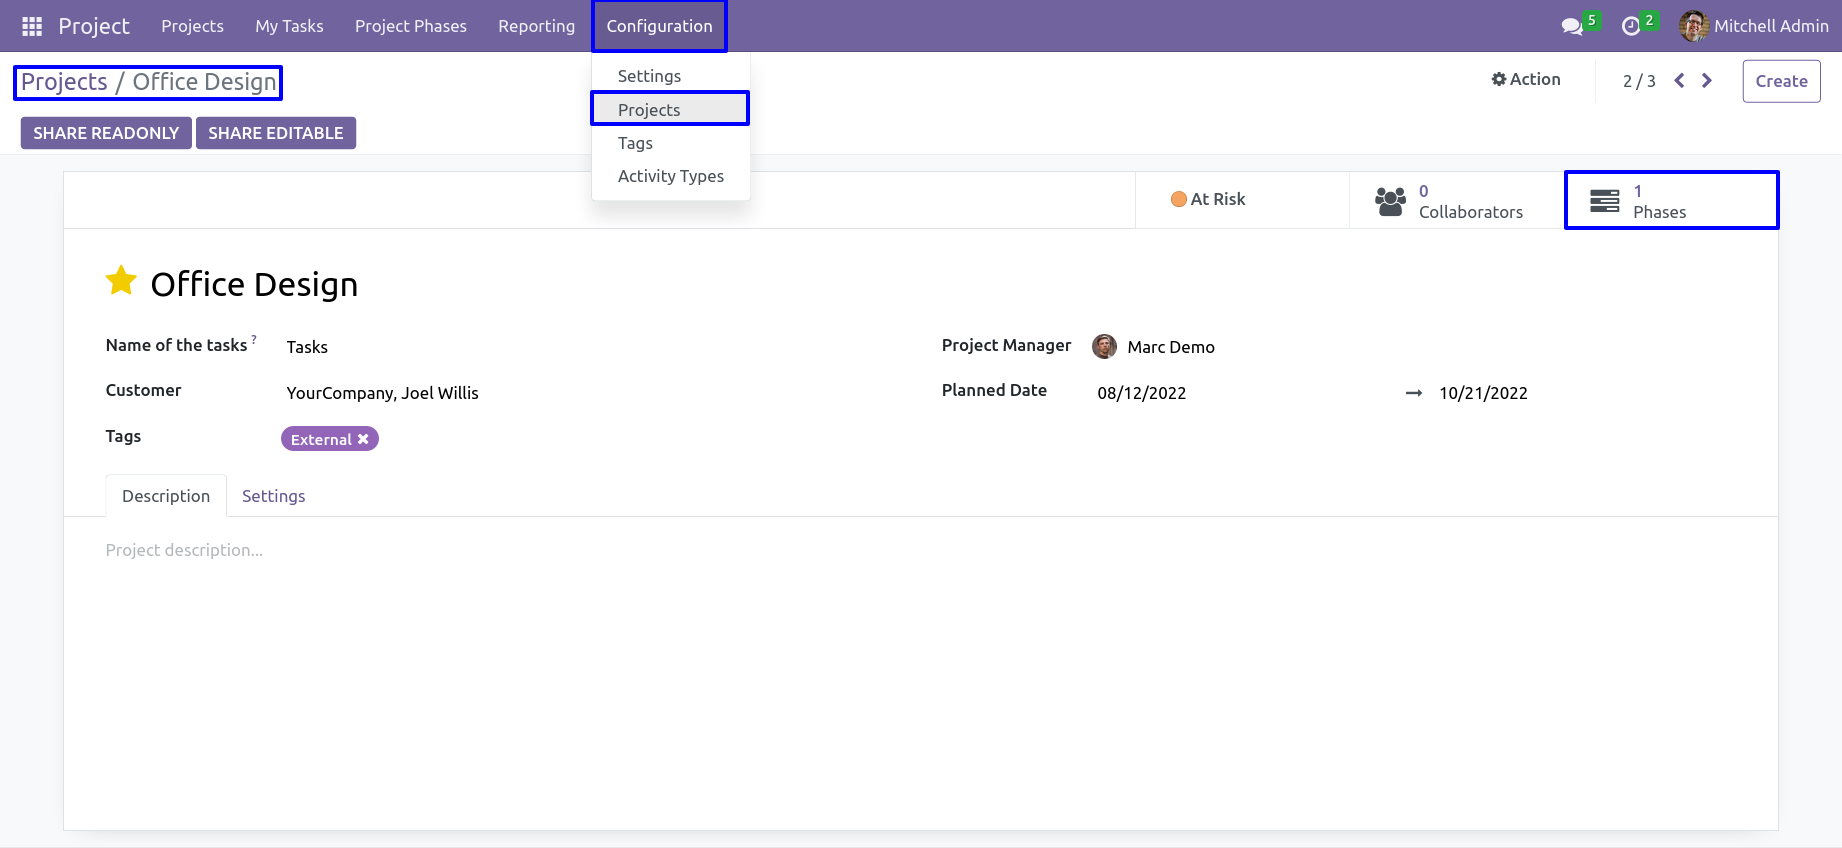 Project Projects My Tasks Project Phases Reporting Configuration 5 2 Mitchell Admin
Projects / Office Design
Action 2 / 3 Create
SHARE READONLY SHARE EDITABLE
Settings
Projects
Tags
Activity Types
At Risk
0
Collaborators
1
Phases
Office Design
Name of the tasks ? Tasks
Project Manager Marc Demo
Customer YourCompany, Joel Willis
Planned Date 08/12/2022 → 10/21/2022
Tags External ✖
Description Settings
Project description...